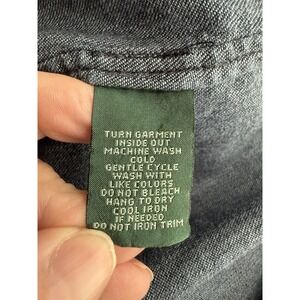 TURN GARMENT
INSIDE OUT
MACHINE WASH
COLD
GENTLE CYCLE
WASH WITH
LIKE COLORS
DO NOT BLEACH
HANG TO DRY
COOL IRON
IF NEEDED
DO NOT IRON TRIM